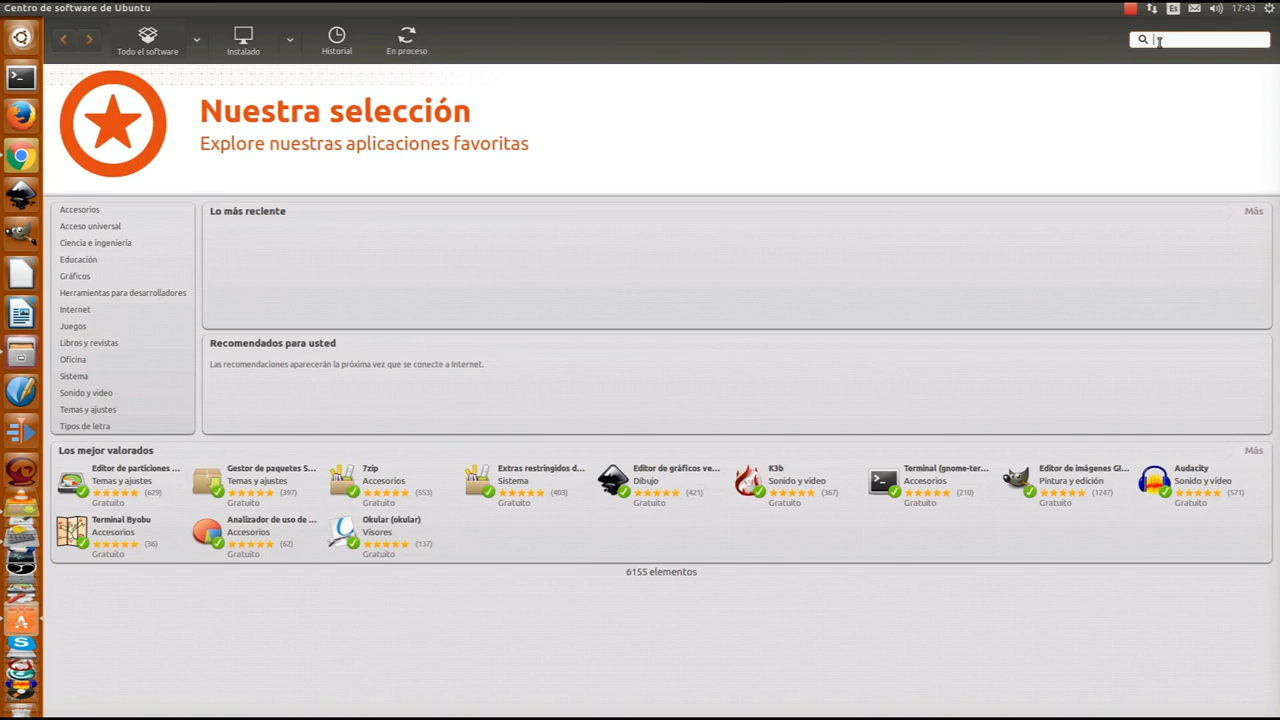 Centro de software de Ubuntu
Es
17:43
Todo el software
Instalado
Historial
En proceso
Nuestra selección
Explore nuestras aplicaciones favoritas
Accesorios
Acceso universal
Ciencia e ingeniería
Educación
Gráficos
Herramientas para desarrolladores
Internet
Juegos
Libros y revistas
Oficina
Sistema
Sonido y vídeo
Temas y ajustes
Tipos de letra
Lo más reciente
Más
Recomendados para usted
Las recomendaciones aparecerán la próxima vez que se conecte a Internet.
Los mejor valorados
Más
Editor de particiones ...
Temas y ajustes
(629)
Gratuito
Gestor de paquetes S...
Temas y ajustes
(397)
Gratuito
7zip
Accesorios
(553)
Gratuito
Extras restringidos d...
Sistema
(403)
Gratuito
Editor de gráficos ve...
Dibujo
(421)
Gratuito
K3b
Sonido y vídeo
(367)
Gratuito
Terminal (gnome-ter...
Accesorios
(210)
Gratuito
Editor de imágenes GI...
Pintura y edición
(1247)
Gratuito
Audacity
Sonido y vídeo
(571)
Gratuito
Terminal Byobu
Accesorios
(36)
Gratuito
Analizador de uso de ...
Accesorios
(62)
Gratuito
Okular (okular)
Visores
(137)
Gratuito
6155 elementos